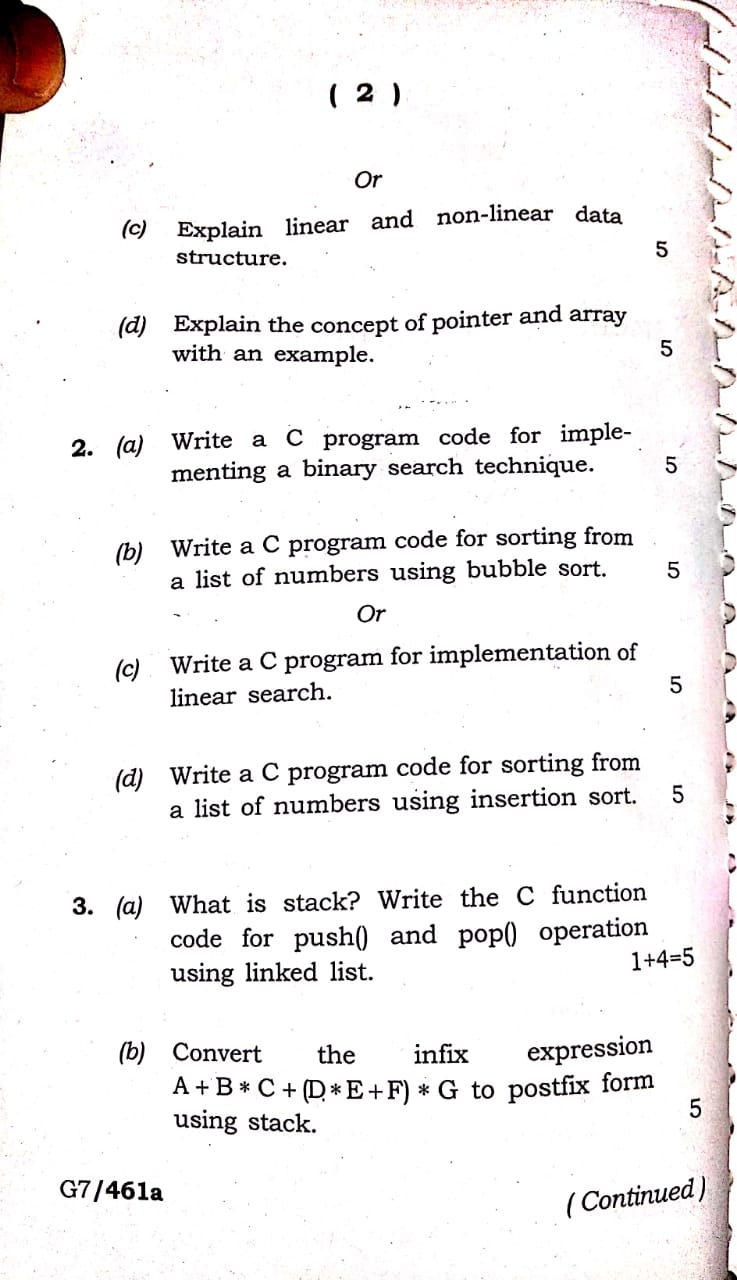 ( 2 )
Or
(c) Explain linear and non-linear data
structure. 5
(d) Explain the concept of pointer and array
with an example. 5
2. (a) Write a C program code for imple-
menting a binary search technique. 5
(b) Write a C program code for sorting from
a list of numbers using bubble sort. 5
Or
(c) Write a C program for implementation of
linear search. 5
(d) Write a C program code for sorting from
a list of numbers using insertion sort. 5
3. (a) What is stack? Write the C function
code for push() and pop() operation
using linked list. 1+4=5
(b) Convert the infix expression
A + B * C + (D * E + F) * G to postfix form
using stack. 5
G7/461a (Continued)